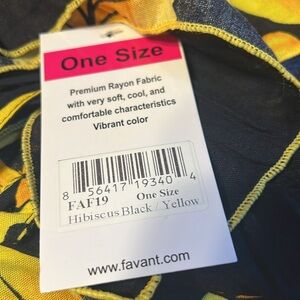 One Size
Premium Rayon Fabric
with very soft, cool, and
comfortable characteristics
Vibrant color
8 56417 19340 4
FAF19 One Size
Hibiscus Black / Yellow
www.favant.com